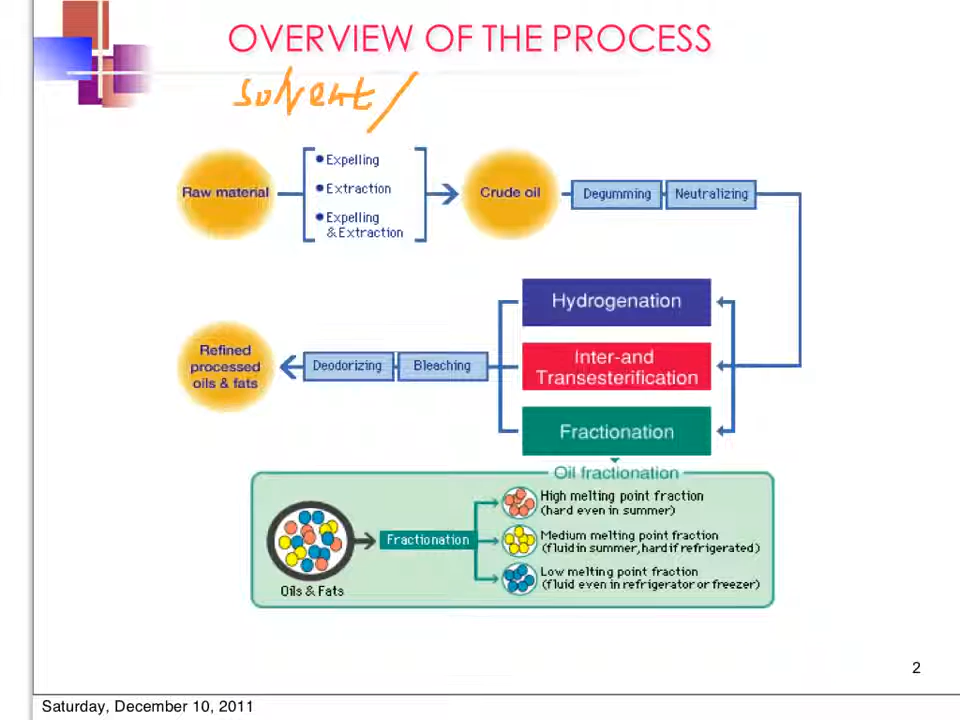 OVERVIEW OF THE PROCESS
solvent/
Raw material
• Expelling
• Extraction
• Expelling
& Extraction
Crude oil
Degumming
Neutralizing
Hydrogenation
Inter-and
Transesterification
Fractionation
Bleaching
Deodorizing
Refined
processed
oils & fats
Oil fractionation
Oils & Fats
Fractionation
High melting point fraction
(hard even in summer)
Medium melting point fraction
(fluid in summer, hard if refrigerated)
Low melting point fraction
(fluid even in refrigerator or freezer)
2
Saturday, December 10, 2011